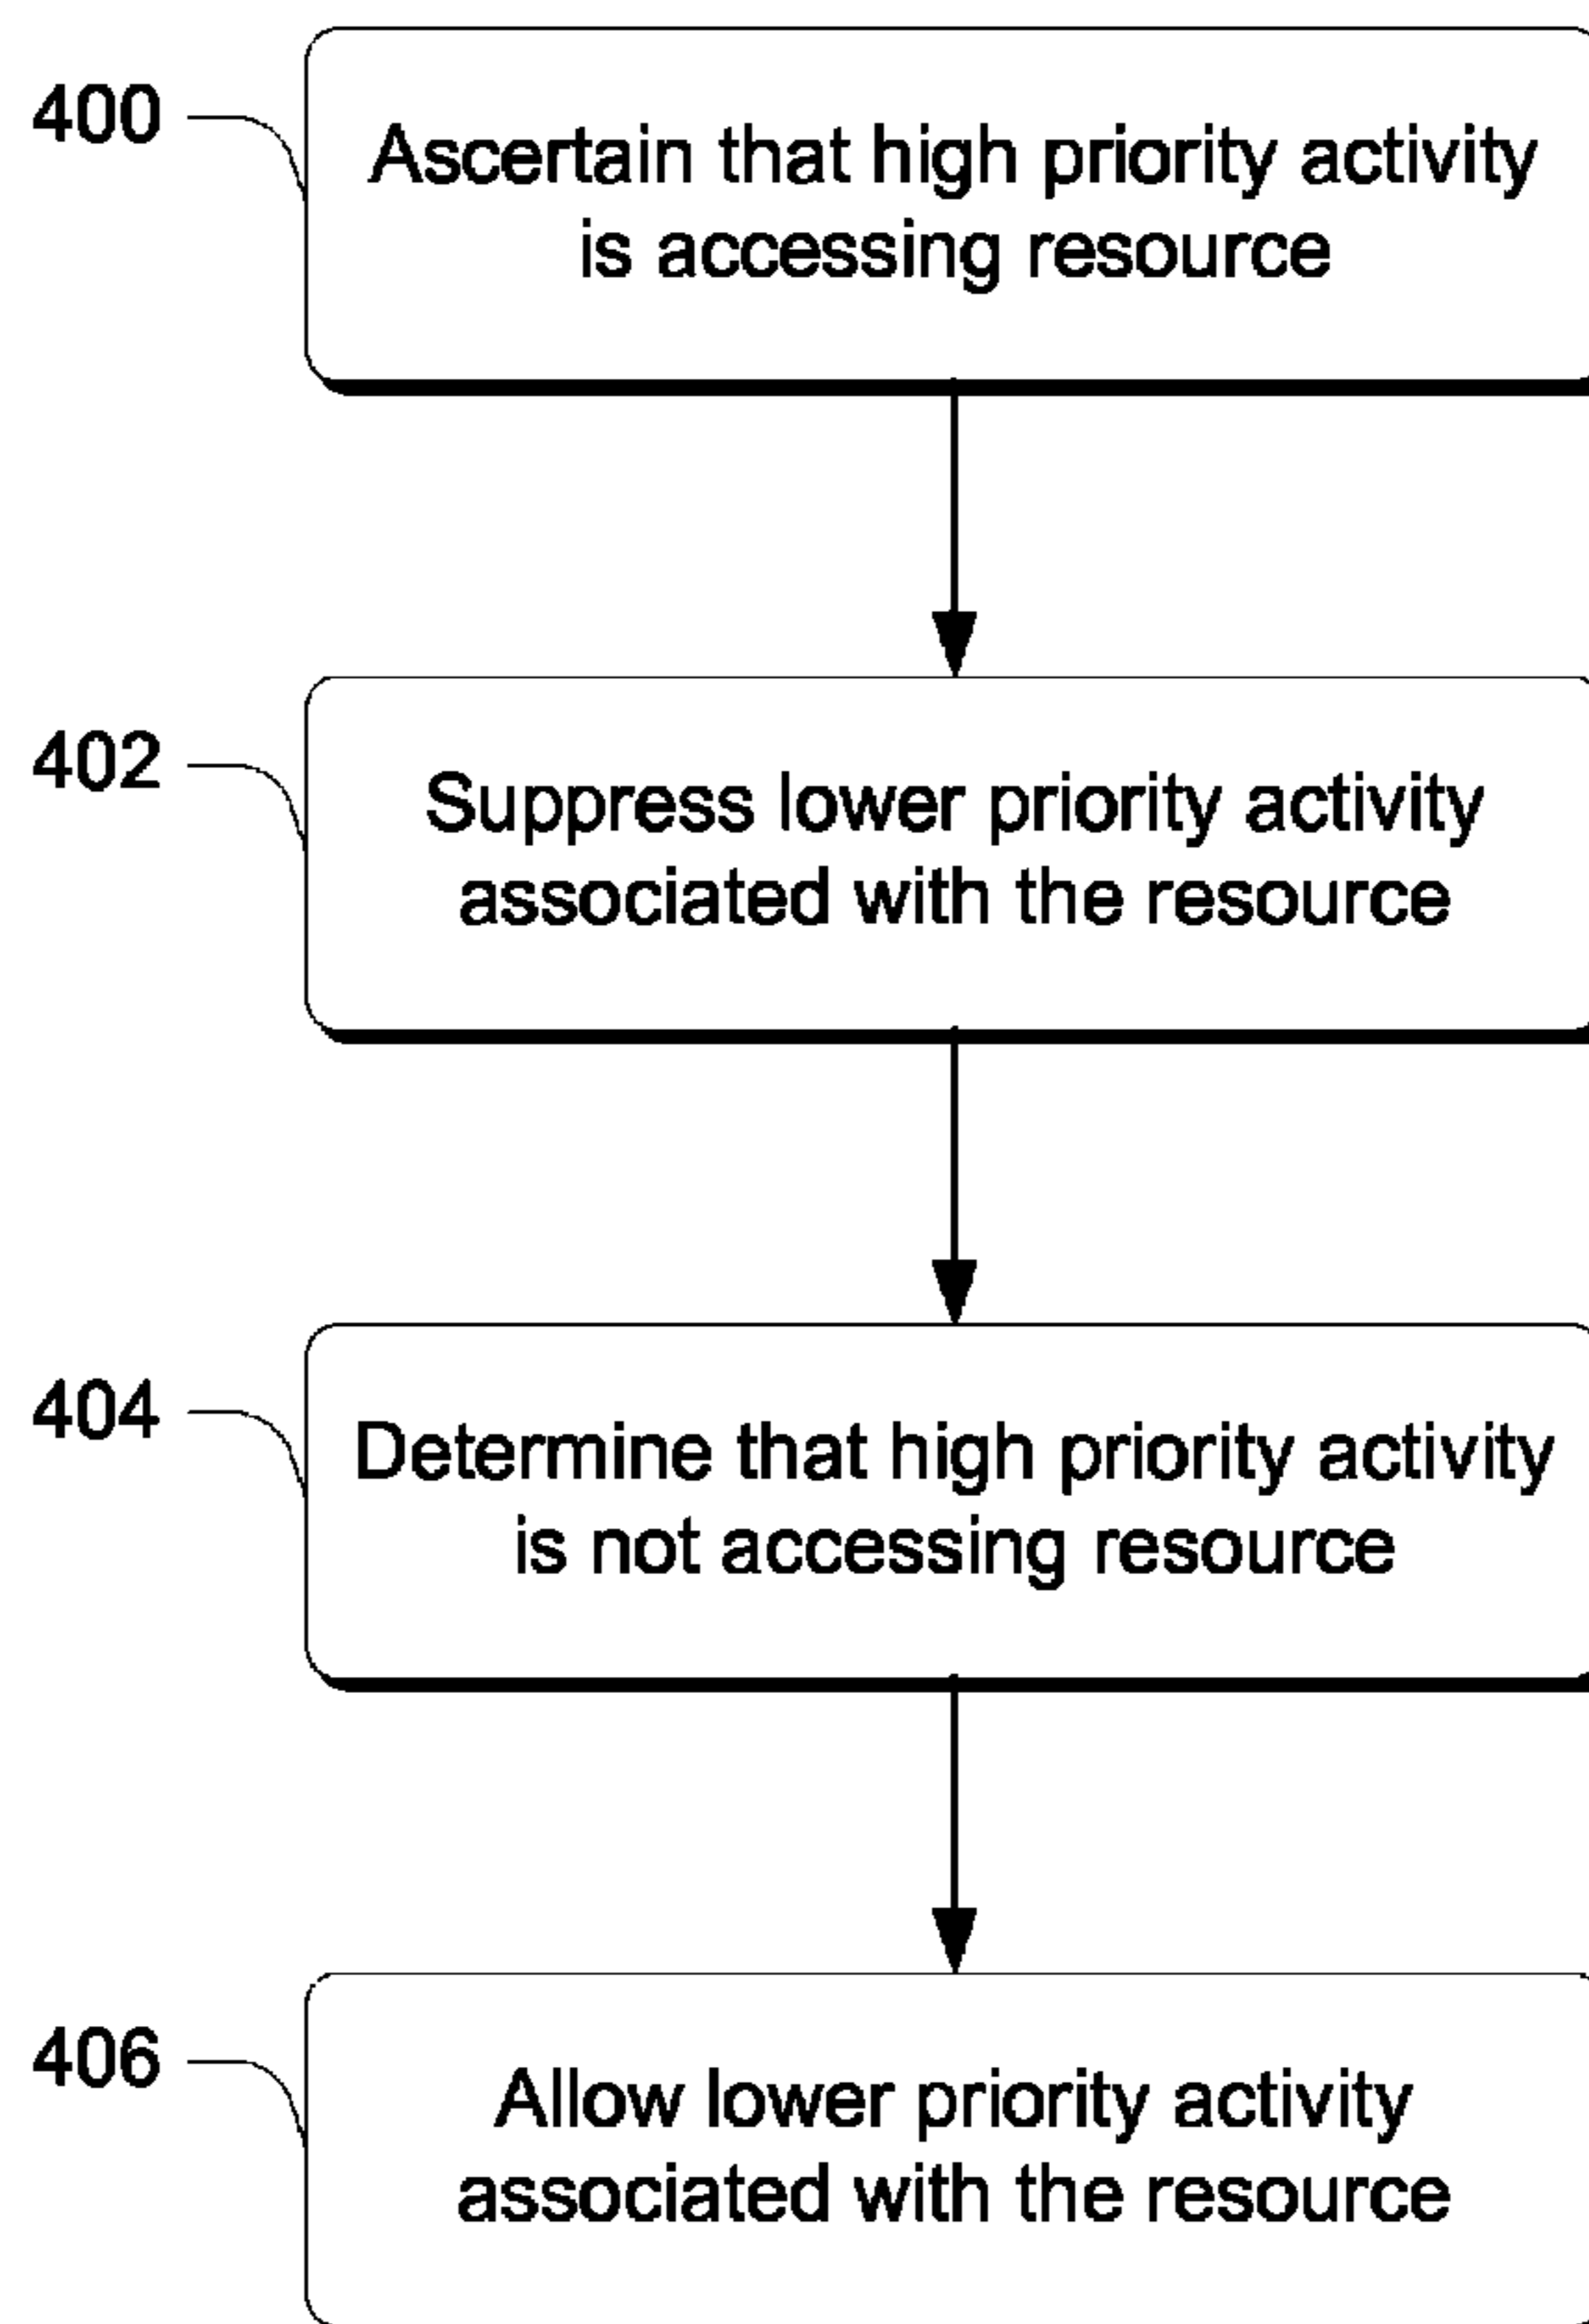 400
Ascertain that high priority activity
is accessing resource
402
Suppress lower priority activity
associated with the resource
404
Determine that high priority activity
is not accessing resource
406
Allow lower priority activity
associated with the resource